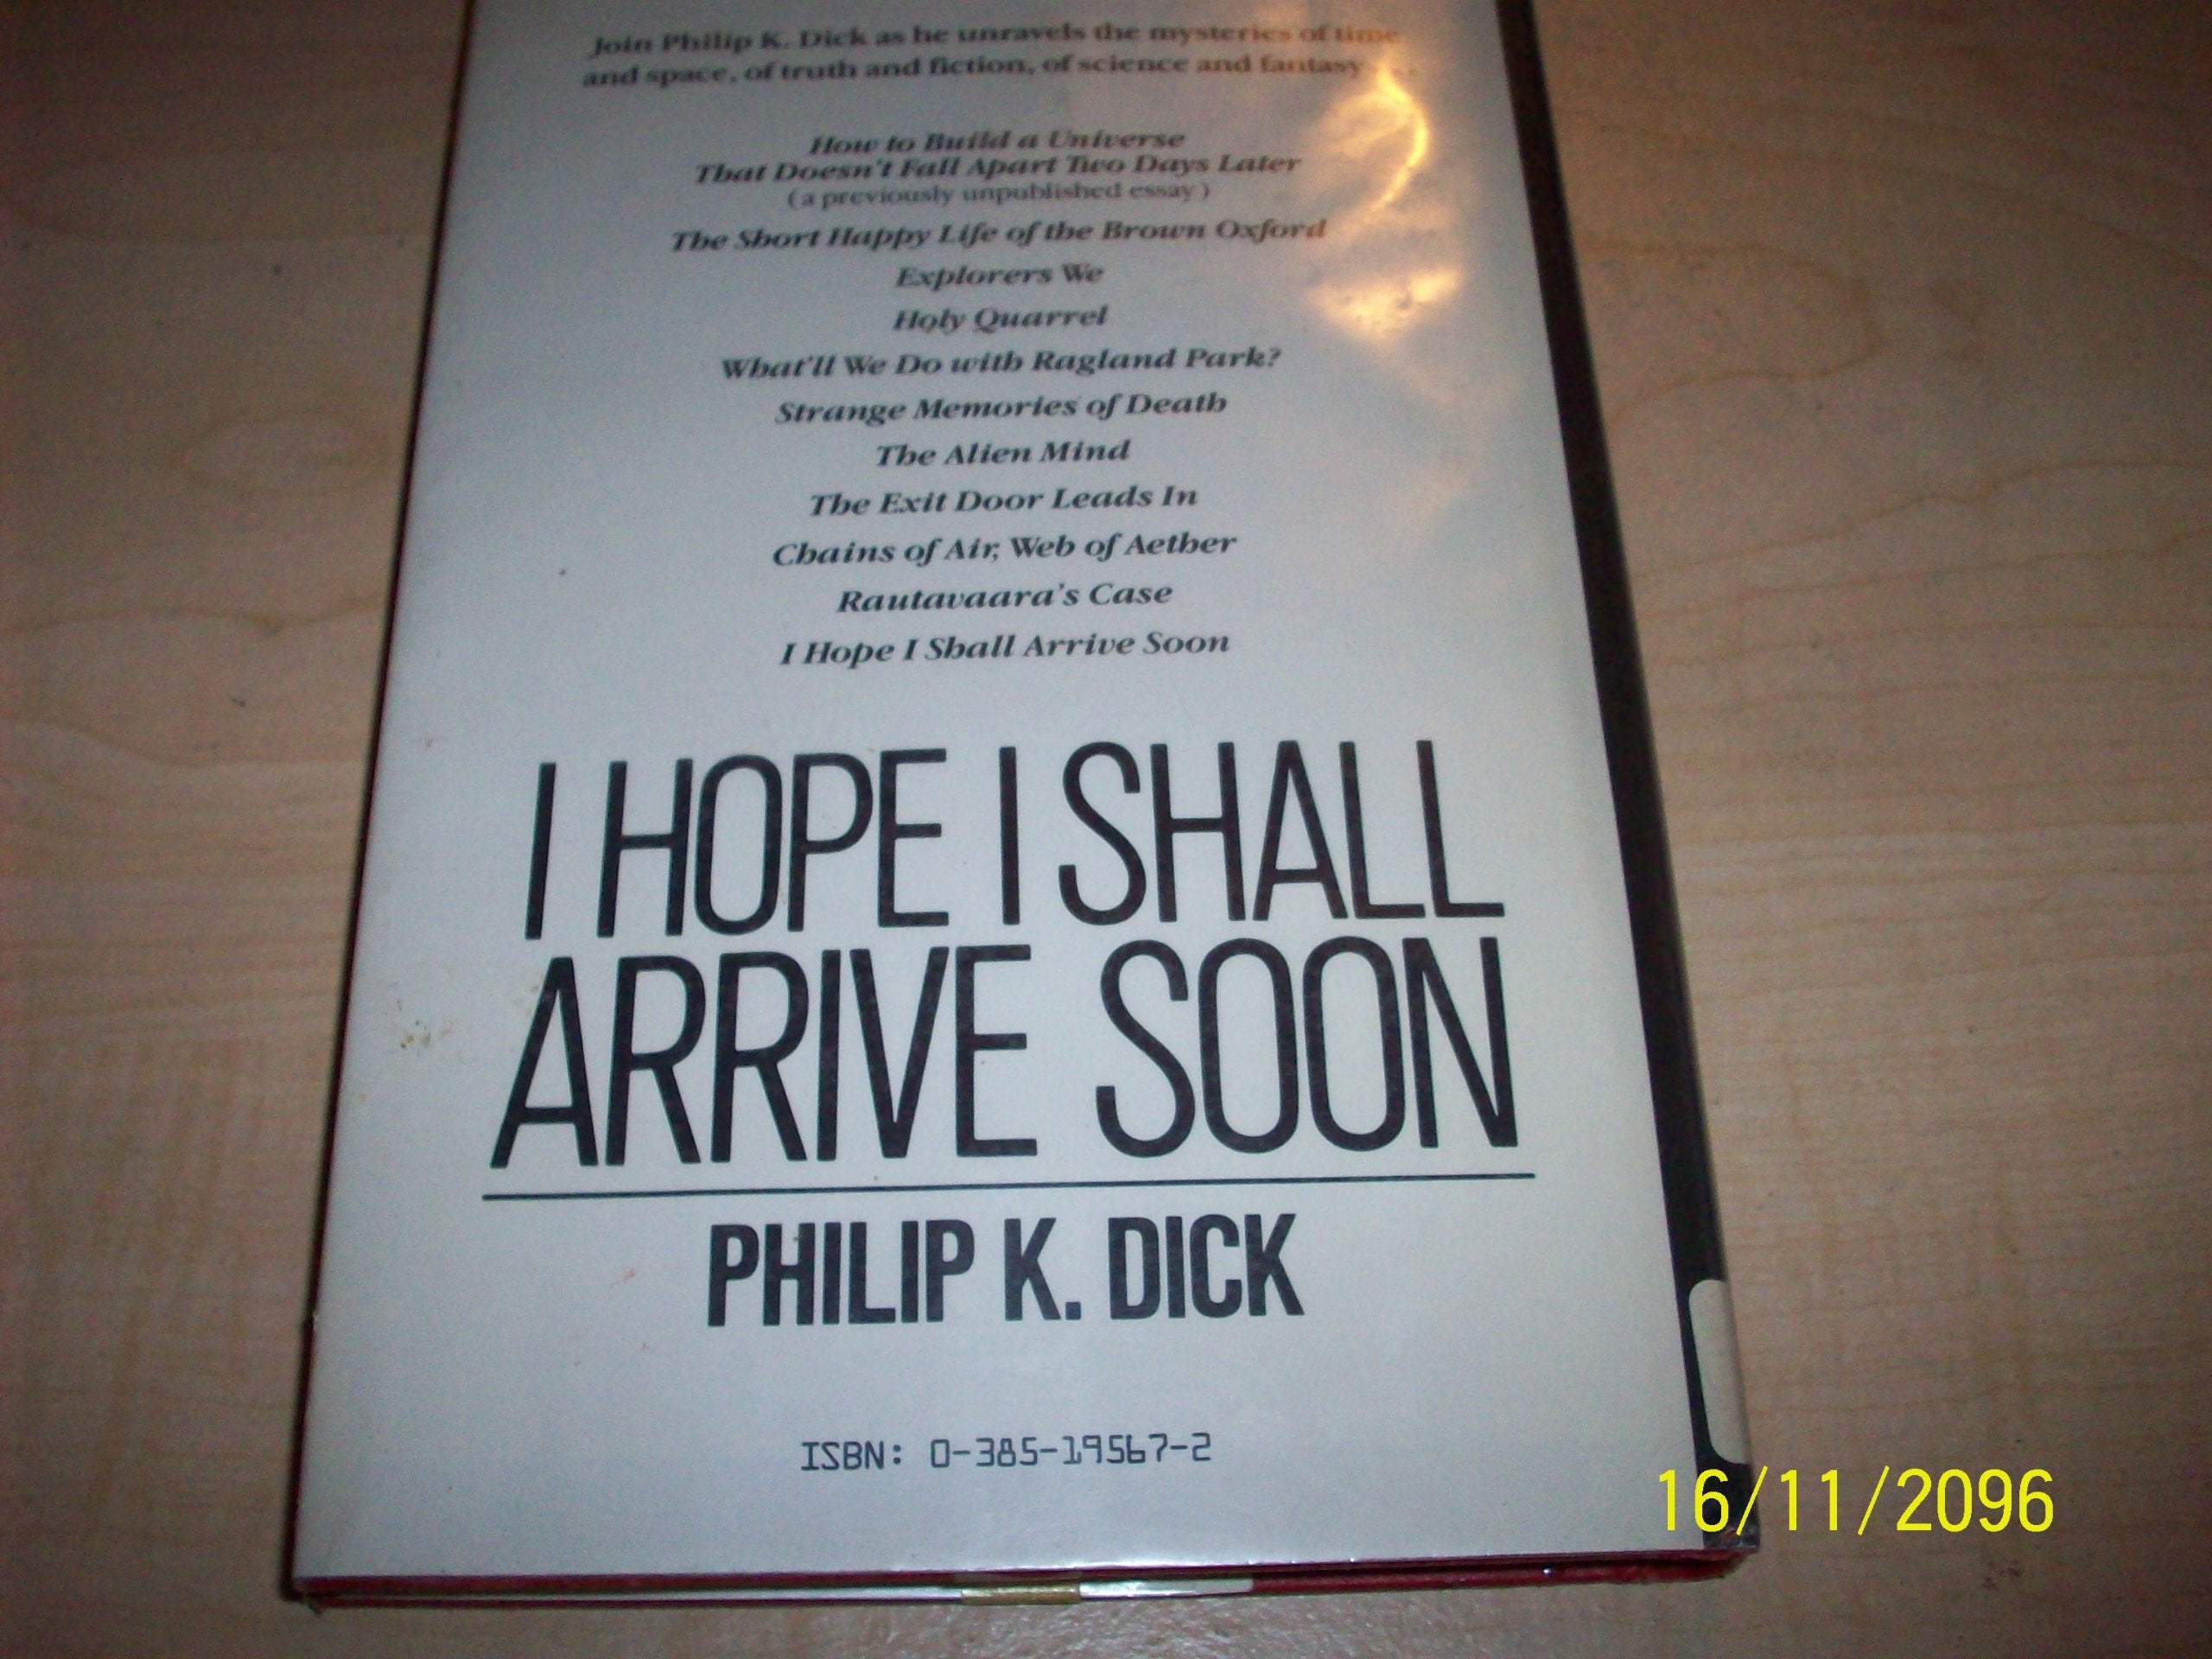 Join Philip K. Dick as he unravels the mysteries of time
and space, of truth and fiction, of science and fantasy . . .
How to Build a Universe
That Doesn't Fall Apart Two Days Later
(a previously unpublished essay)
The Short Happy Life of the Brown Oxford
Explorers We
Holy Quarrel
What'll We Do with Ragland Park?
Strange Memories of Death
The Alien Mind
The Exit Door Leads In
Chains of Air, Web of Aether
Rautavaara's Case
I Hope I Shall Arrive Soon
I HOPE I SHALL
ARRIVE SOON
PHILIP K. DICK
ISBN: 0-385-19567-2
16/11/2096